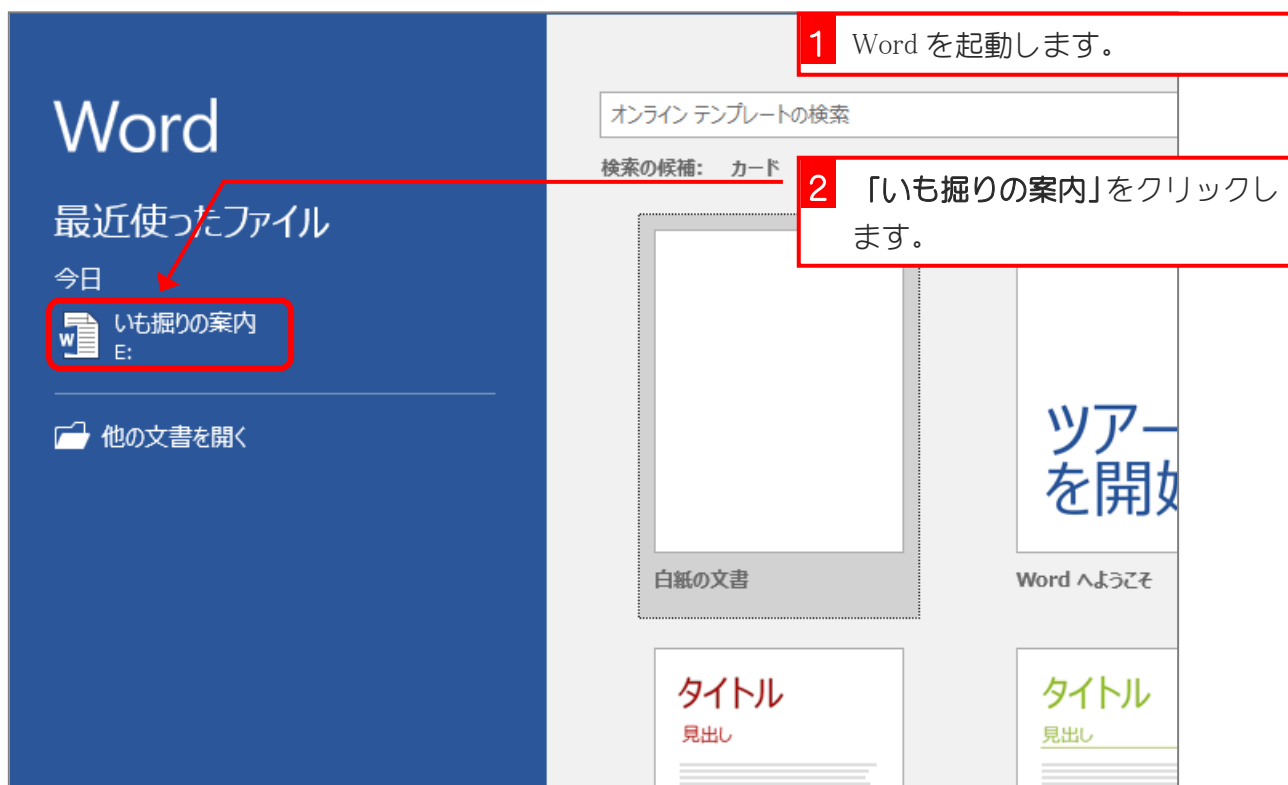 1 Word を起動します。
Word
オンライン テンプレートの検索
検索の候補: カード
2 「いも掘りの案内」をクリックし
ます。
最近使ったファイル
今日
いも掘りの案内
E:
他の文書を開く
ツアー
を開始
白紙の文書
Word へようこそ
タイトル
見出し
タイトル
見出し